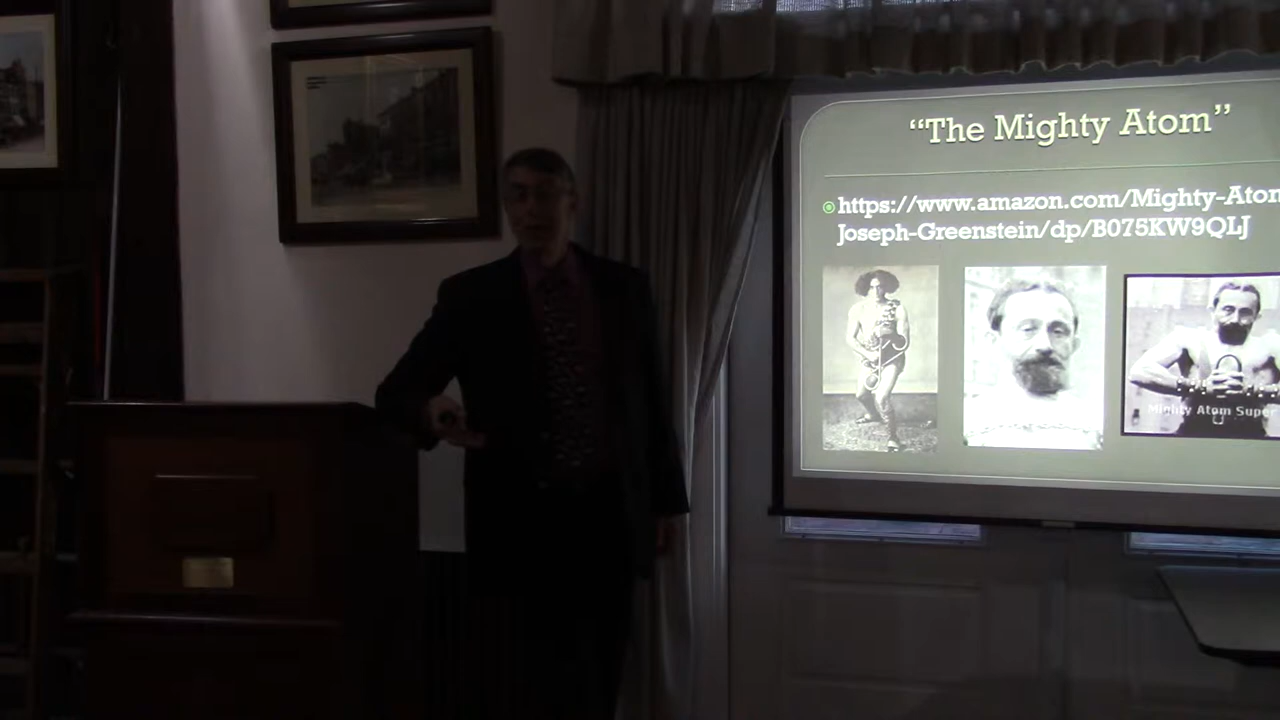 “The Mighty Atom”
https://www.amazon.com/Mighty-Atom
Joseph-Greenstein/dp/B075KW9QLJ
Mighty Atom Super